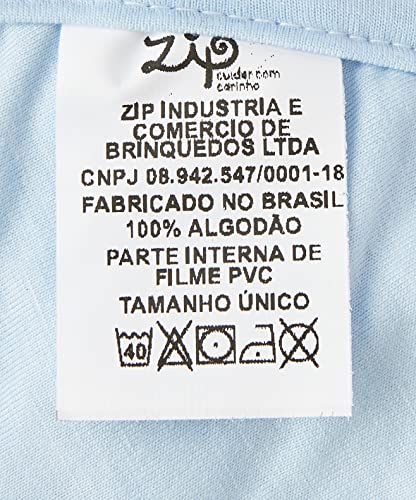 Zip
cuidar com
carinho
ZIP INDUSTRIA E
COMERCIO DE
BRINQUEDOS LTDA
CNPJ 08.942.547/0001-18
FABRICADO NO BRASIL
100% ALGODÃO
PARTE INTERNA DE
FILME PVC
TAMANHO ÚNICO
40